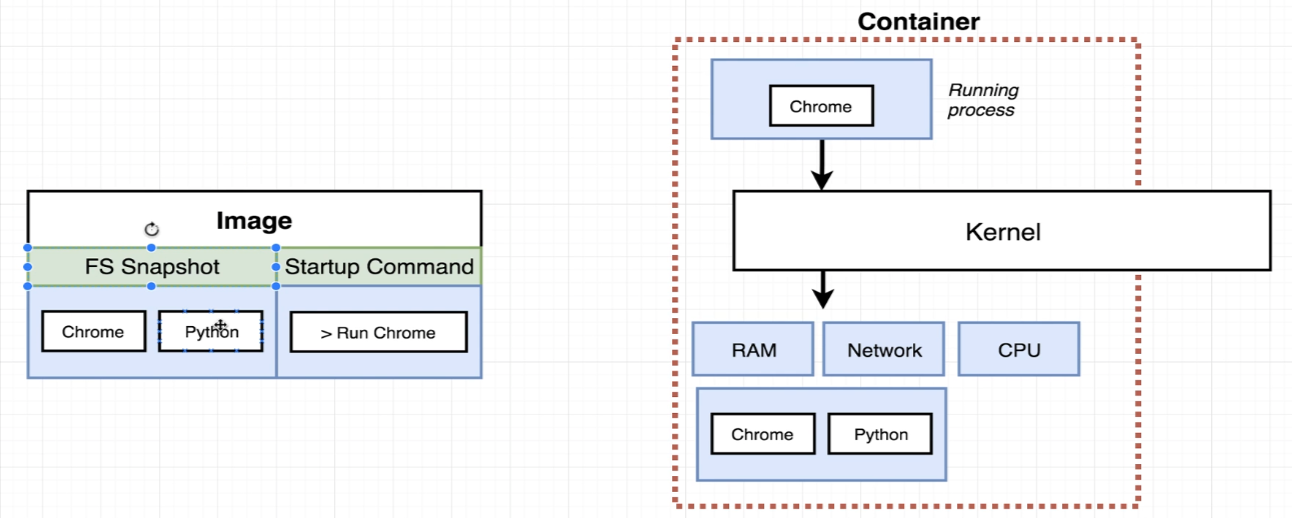 Container
Chrome
Running
process
Kernel
Image
FS Snapshot
Startup Command
Chrome
Python
> Run Chrome
RAM
Network
CPU
Chrome
Python